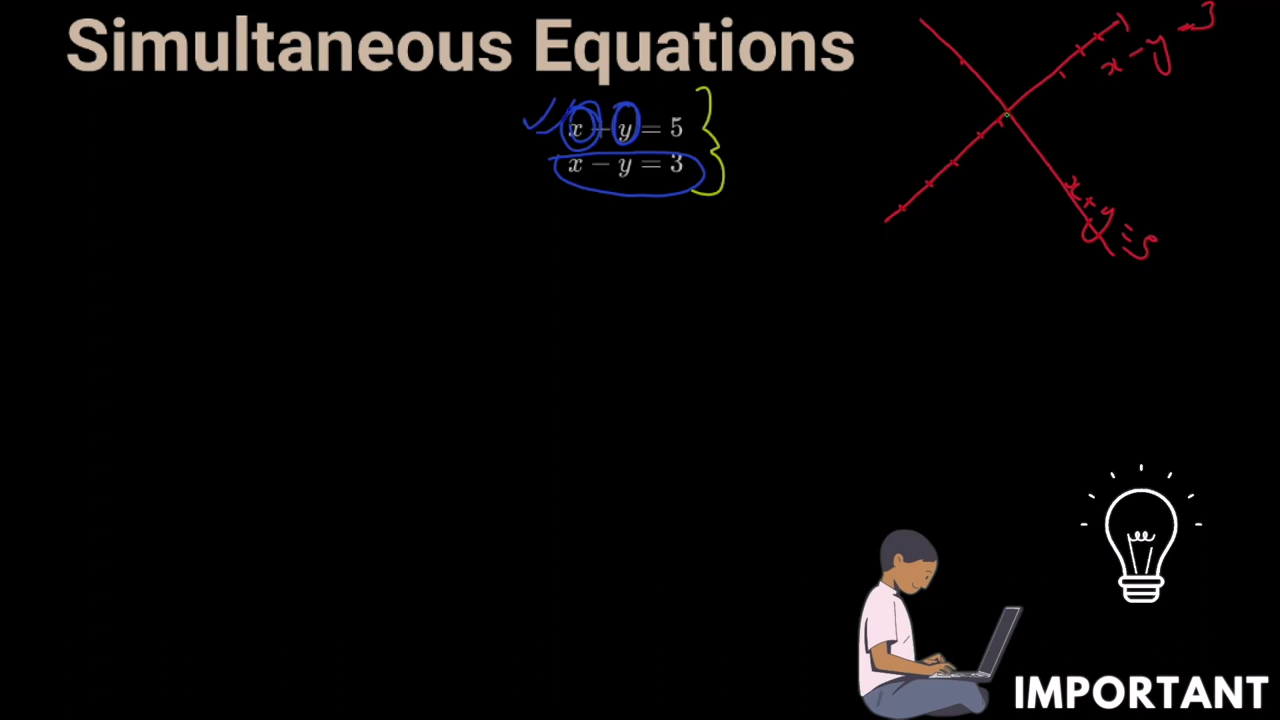 Simultaneous Equations
x + y = 5
x − y = 3
x - y = 3
x + y = 5
IMPORTANT